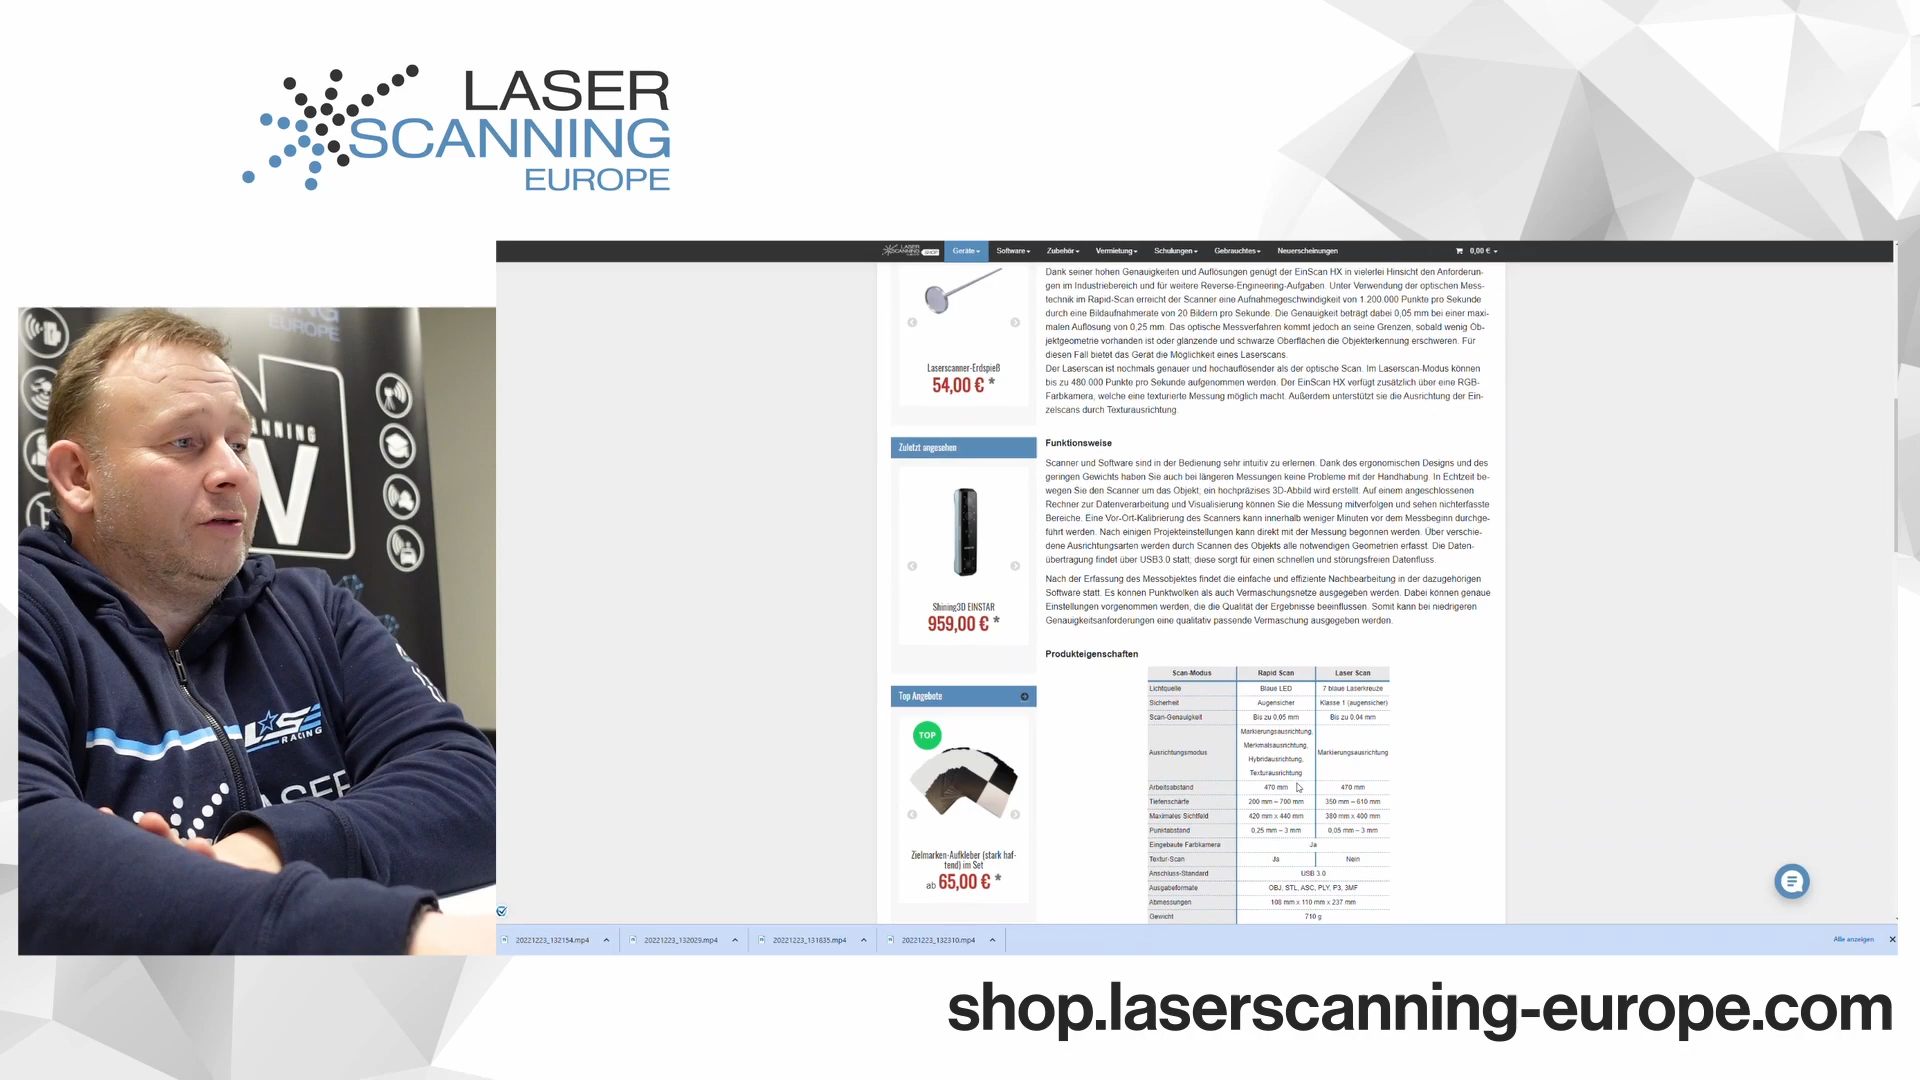 LASER
SCANNING
EUROPE
LASER
SCANNING
EUROPE
SHOP
Geräte
Software
Zubehör
Vermietung
Schulungen
Gebrauchtes
Neuerscheinungen
0,00 €
Laserscanner-Erdspieß
54,00 € *
Zuletzt angesehen
Shining3D EINSTAR
959,00 € *
Top Angebote
TOP
Zielmarken-Aufkleber (stark haf-
tend) im Set
ab 65,00 € *
Dank seiner hohen Genauigkeiten und Auflösungen genügt der EinScan HX in vielerlei Hinsicht den Anforderun-
gen im Industriebereich und für weitere Reverse-Engineering-Aufgaben. Unter Verwendung der optischen Mess-
technik im Rapid-Scan erreicht der Scanner eine Aufnahmegeschwindigkeit von 1.200.000 Punkte pro Sekunde
durch eine Bildaufnahmerate von 20 Bildern pro Sekunde. Die Genauigkeit beträgt dabei 0,05 mm bei einer maxi-
malen Auflösung von 0,25 mm. Das optische Messverfahren kommt jedoch an seine Grenzen, sobald wenig Ob-
jektgeometrie vorhanden ist oder glänzende und schwarze Oberflächen die Objekterkennung erschweren. Für
diesen Fall bietet das Gerät die Möglichkeit eines Laserscans.
Der Laserscan ist nochmals genauer und hochauflösender als der optische Scan. Im Laserscan-Modus können
bis zu 480.000 Punkte pro Sekunde aufgenommen werden. Der EinScan HX verfügt zusätzlich über eine RGB-
Farbkamera, welche eine texturierte Messung möglich macht. Außerdem unterstützt sie die Ausrichtung der Ein-
zelscans durch Texturausrichtung.
Funktionsweise
Scanner und Software sind in der Bedienung sehr intuitiv zu erlernen. Dank des ergonomischen Designs und des
geringen Gewichts haben Sie auch bei längeren Messungen keine Probleme mit der Handhabung. In Echtzeit be-
wegen Sie den Scanner um das Objekt; ein hochpräzises 3D-Abbild wird erstellt. Auf einem angeschlossenen
Rechner zur Datenverarbeitung und Visualisierung können Sie die Messung mitverfolgen und sehen nichterfasste
Bereiche. Eine Vor-Ort-Kalibrierung des Scanners kann innerhalb weniger Minuten vor dem Messbeginn durchge-
führt werden. Nach einigen Projekteinstellungen kann direkt mit der Messung begonnen werden. Über verschie-
dene Ausrichtungsarten werden durch Scannen des Objekts alle notwendigen Geometrien erfasst. Die Daten-
übertragung findet über USB3.0 statt; diese sorgt für einen schnellen und störungsfreien Datenfluss.
Nach der Erfassung des Messobjektes findet die einfache und effiziente Nachbearbeitung in der dazugehörigen
Software statt. Es können Punktwolken als auch Vermaschungsnetze ausgegeben werden. Dabei können genaue
Einstellungen vorgenommen werden, die die Qualität der Ergebnisse beeinflussen. Somit kann bei niedrigeren
Genauigkeitsanforderungen eine qualitativ passende Vermaschung ausgegeben werden.
Produkteigenschaften
Scan-Modus Rapid Scan Laser Scan
Lichtquelle Blaue LED 7 blaue Laserkreuze
Sicherheit Augensicher Klasse 1 (augensicher)
Scan-Genauigkeit Bis zu 0,05 mm Bis zu 0,04 mm
Ausrichtungsmodus Markierungsausrichtung,
Merkmalsausrichtung,
Hybridausrichtung,
Texturausrichtung
Markierungsausrichtung
Arbeitsabstand 470 mm 470 mm
Tiefenschärfe 200 mm – 700 mm 350 mm – 610 mm
Maximales Sichtfeld 420 mm x 440 mm 380 mm x 400 mm
Punktabstand 0,25 mm – 3 mm 0,05 mm – 3 mm
Eingebaute Farbkamera Ja
Textur-Scan Ja Nein
Anschluss-Standard USB 3.0
Ausgabeformate OBJ, STL, ASC, PLY, P3, 3MF
Abmessungen 108 mm x 110 mm x 237 mm
Gewicht 710 g
20221223_132154.mp4
20221223_132029.mp4
20221223_131835.mp4
20221223_132310.mp4
Alle anzeigen
EUROPE
ANNING
V
LSE
RACING
LASER
shop.laserscanning-europe.com